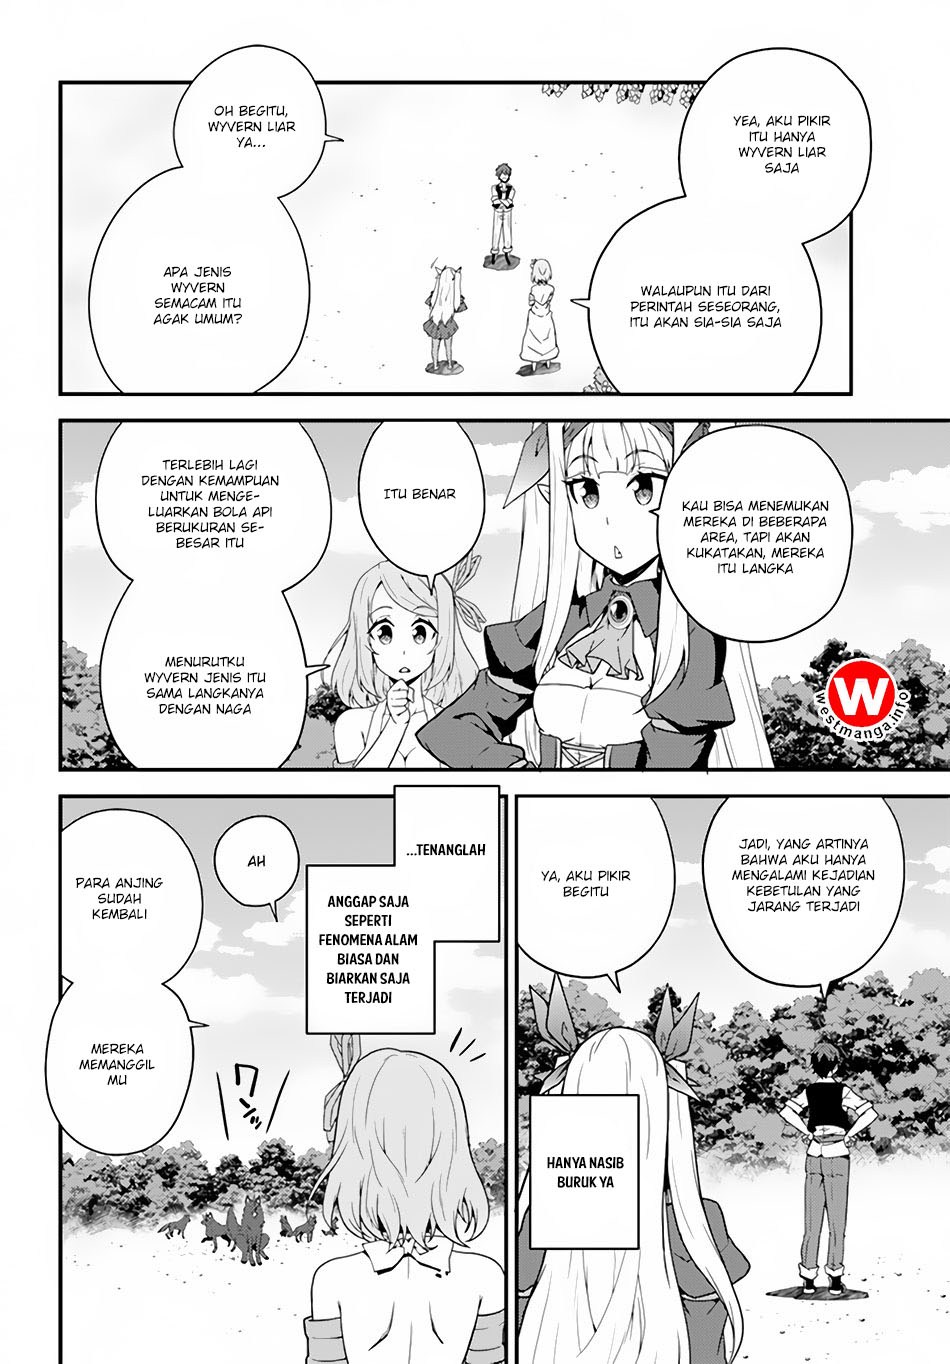 YEA, AKU PIKIR
ITU HANYA
WYVERN LIAR
SAJA
WALAUPUN ITU DARI
PERINTAH SESEORANG,
ITU AKAN SIA-SIA SAJA
OH BEGITU,
WYVERN LIAR
YA...
APA JENIS
WYVERN
SEMACAM ITU
AGAK UMUM?
KAU BISA MENEMUKAN
MEREKA DI BEBERAPA
AREA, TAPI AKAN
KUKATAKAN, MEREKA
ITU LANGKA
ITU BENAR
TERLEBIH LAGI
DENGAN KEMAMPUAN
UNTUK MENGE-
LUARKAN BOLA API
BERUKURAN SE-
BESAR ITU
MENURUTKU
WYVERN JENIS ITU
SAMA LANGKANYA
DENGAN NAGA
W
westmanga.info
JADI, YANG ARTINYA
BAHWA AKU HANYA
MENGALAMI KEJADIAN
KEBETULAN YANG
JARANG TERJADI
YA, AKU PIKIR
BEGITU
HANYA NASIB
BURUK YA
...TENANGLAH
ANGGAP SAJA
SEPERTI
FENOMENA ALAM
BIASA DAN
BIARKAN SAJA
TERJADI
AH
PARA ANJING
SUDAH
KEMBALI
MEREKA
MEMANGGIL
MU